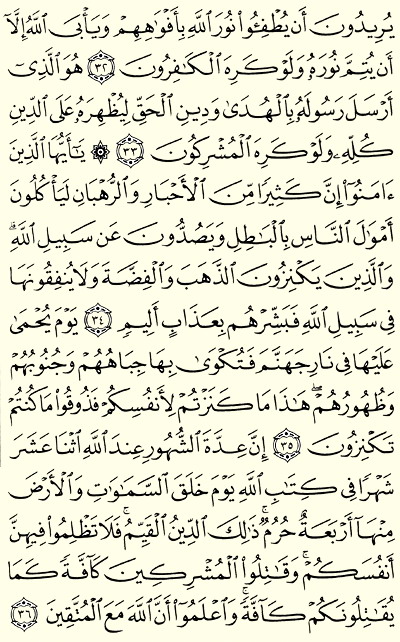 يُرِيدُونَ أَن يُطْفِـُٔوا۟ نُورَ ٱللَّهِ بِأَفْوَٰهِهِمْ وَيَأْبَى ٱللَّهُ إِلَّآ
أَن يُتِمَّ نُورَهُۥ وَلَوْ كَرِهَ ٱلْكَـٰفِرُونَ ٣٢ هُوَ ٱلَّذِىٓ
أَرْسَلَ رَسُولَهُۥ بِٱلْهُدَىٰ وَدِينِ ٱلْحَقِّ لِيُظْهِرَهُۥ عَلَى ٱلدِّينِ
كُلِّهِۦ وَلَوْ كَرِهَ ٱلْمُشْرِكُونَ ٣٣ ۞ يَـٰٓأَيُّهَا ٱلَّذِينَ
ءَامَنُوٓا۟ إِنَّ كَثِيرًا مِّنَ ٱلْأَحْبَارِ وَٱلرُّهْبَانِ لَيَأْكُلُونَ
أَمْوَٰلَ ٱلنَّاسِ بِٱلْبَـٰطِلِ وَيَصُدُّونَ عَن سَبِيلِ ٱللَّهِ ۗ
وَٱلَّذِينَ يَكْنِزُونَ ٱلذَّهَبَ وَٱلْفِضَّةَ وَلَا يُنفِقُونَهَا
فِى سَبِيلِ ٱللَّهِ فَبَشِّرْهُم بِعَذَابٍ أَلِيمٍ ٣٤ يَوْمَ يُحْمَىٰ
عَلَيْهَا فِى نَارِ جَهَنَّمَ فَتُكْوَىٰ بِهَا جِبَاهُهُمْ وَجُنُوبُهُمْ
وَظُهُورُهُمْ ۖ هَـٰذَا مَا كَنَزْتُمْ لِأَنفُسِكُمْ فَذُوقُوا۟ مَا كُنتُمْ
تَكْنِزُونَ ٣٥ إِنَّ عِدَّةَ ٱلشُّهُورِ عِندَ ٱللَّهِ ٱثْنَا عَشَرَ
شَهْرًا فِى كِتَـٰبِ ٱللَّهِ يَوْمَ خَلَقَ ٱلسَّمَـٰوَٰتِ وَٱلْأَرْضَ
مِنْهَآ أَرْبَعَةٌ حُرُمٌ ۚ ذَٰلِكَ ٱلدِّينُ ٱلْقَيِّمُ ۚ فَلَا تَظْلِمُوا۟ فِيهِنَّ
أَنفُسَكُمْ ۚ وَقَـٰتِلُوا۟ ٱلْمُشْرِكِينَ كَآفَّةً كَمَا
يُقَـٰتِلُونَكُمْ كَآفَّةً ۚ وَٱعْلَمُوٓا۟ أَنَّ ٱللَّهَ مَعَ ٱلْمُتَّقِينَ ٣٦